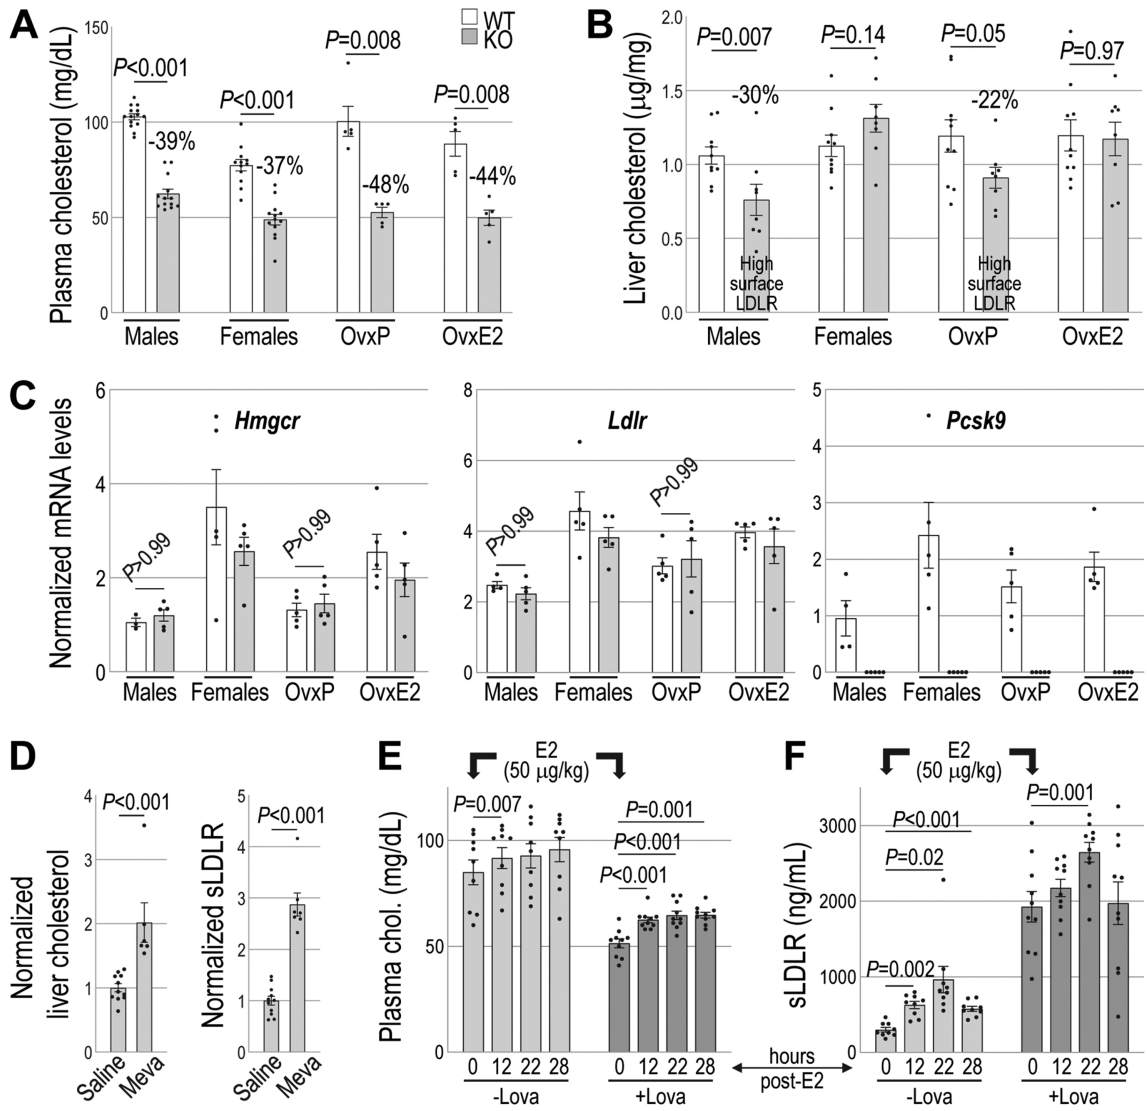 A
Plasma cholesterol (mg/dL)
150
100
50
0
WT
KO
P<0.001
P<0.001
P=0.008
P=0.008
-39%
-37%
-48%
-44%
Males
Females
OvxP
OvxE2
B
Liver cholesterol (µg/mg)
2.0
1.5
1.0
0.5
0.0
P=0.007
P=0.14
P=0.05
P=0.97
-30%
-22%
High
surface
LDLR
High
surface
LDLR
Males
Females
OvxP
OvxE2
C
Normalized mRNA levels
6
4
2
0
Hmgcr
P>0.99
P>0.99
Males
Females
OvxP
OvxE2
8
6
4
2
0
Ldlr
P>0.99
P>0.99
Males
Females
OvxP
OvxE2
5
4
3
2
1
0
Pcsk9
Males
Females
OvxP
OvxE2
D
Normalized
liver cholesterol
4
3
2
1
0
P<0.001
Saline
Meva
Normalized sLDLR
5
4
3
2
1
0
P<0.001
Saline
Meva
E
E2
(50 µg/kg)
Plasma chol. (mg/dL)
100
50
0
P=0.007
P=0.001
P<0.001
P<0.001
0 12 22 28
0 12 22 28
-Lova
+Lova
hours
post-E2
F
E2
(50 µg/kg)
sLDLR (ng/mL)
3000
2000
1000
0
P=0.001
P<0.001
P=0.02
P=0.002
0 12 22 28
0 12 22 28
-Lova
+Lova